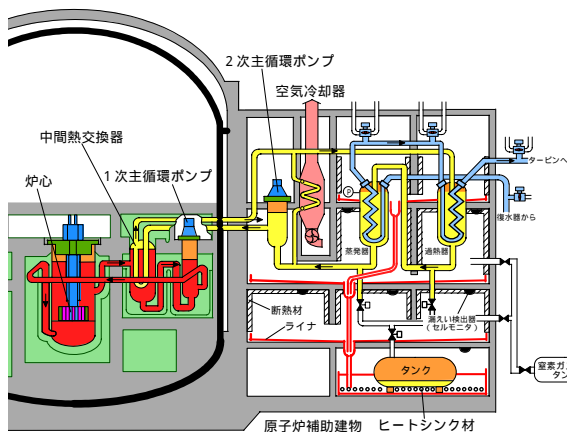 2次主循環ポンプ
空気冷却器
中間熱交換器
1次主循環ポンプ
炉心
タービンへ
P
復水器から
蒸発器
過熱器
断熱材
ライナ
漏えい検出器
(セルモニタ)
タンク
窒素ガス
タン
原子炉補助建物
ヒートシンク材